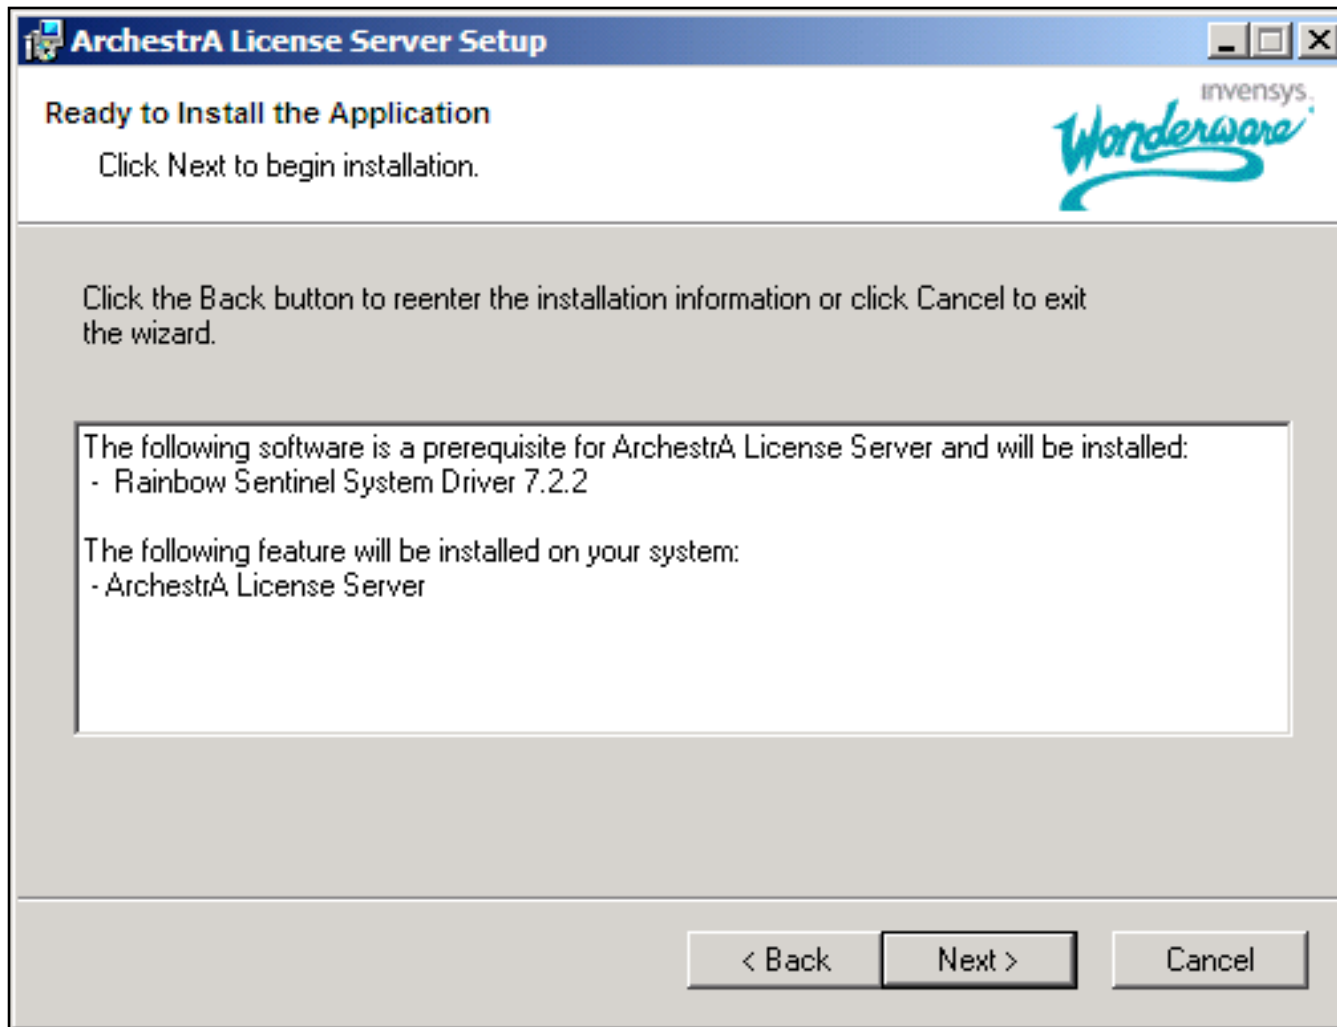 ArchestrA License Server Setup
Ready to Install the Application
Click Next to begin installation.
invensys.
Wonderware
Click the Back button to reenter the installation information or click Cancel to exit
the wizard.
The following software is a prerequisite for ArchestrA License Server and will be installed:
- Rainbow Sentinel System Driver 7.2.2
The following feature will be installed on your system:
- ArchestrA License Server
< Back
Next >
Cancel